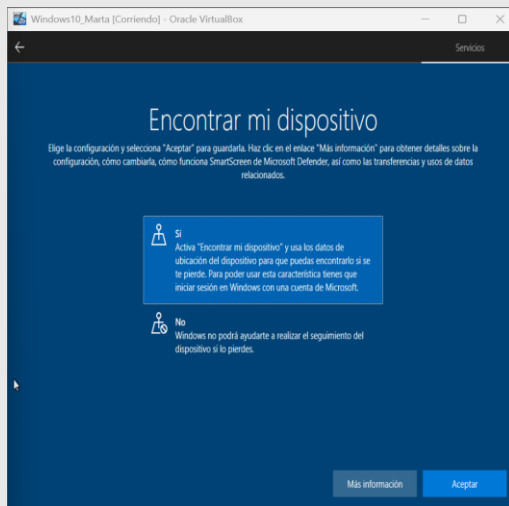 Windows10_Marta [Corriendo] - Oracle VirtualBox
Servicios
Encontrar mi dispositivo
Elige la configuración y selecciona "Aceptar" para guardarla. Haz clic en el enlace "Más información" para obtener detalles sobre la
configuración, cómo cambiarla, cómo funciona SmartScreen de Microsoft Defender, así como las transferencias y usos de datos
relacionados.
Sí
Activa "Encontrar mi dispositivo" y usa los datos de
ubicación del dispositivo para que puedas encontrarlo si se
te pierde. Para poder usar esta característica tienes que
iniciar sesión en Windows con una cuenta de Microsoft.
No
Windows no podrá ayudarte a realizar el seguimiento del
dispositivo si lo pierdes.
Más información
Aceptar